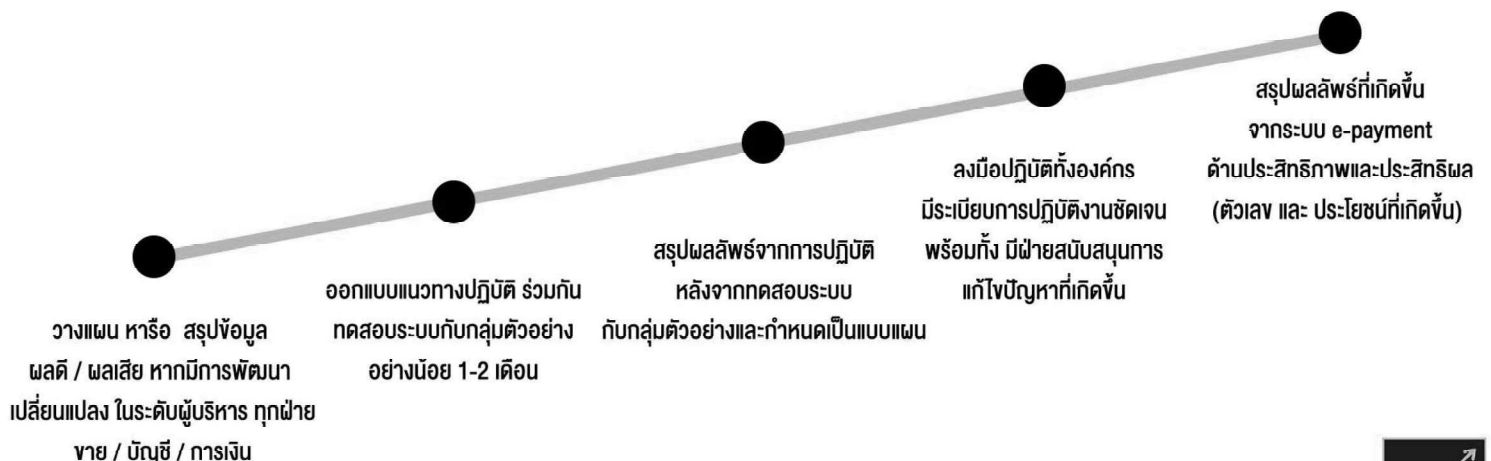 วางแผน หารือ สรุปข้อมูล
ผลดี / ผลเสีย หากมีการพัฒนา
เปลี่ยนแปลง ในระดับผู้บริหาร ทุกฝ่าย
ขาย / บัญชี / การเงิน
ออกแบบแนวทางปฏิบัติ ร่วมกัน
ทดสอบระบบกับกลุ่มตัวอย่าง
อย่างน้อย 1-2 เดือน
สรุปผลลัพธ์จากการปฏิบัติ
หลังจากทดสอบระบบ
กับกลุ่มตัวอย่างและกำหนดเป็นแบบแผน
ลงมือปฏิบัติทั้งองค์กร
มีระเบียบการปฏิบัติงานชัดเจน
พร้อมทั้ง มีฝ่ายสนับสนุนการ
แก้ไขปัญหาที่เกิดขึ้น
สรุปผลลัพธ์ที่เกิดขึ้น
จากระบบ e-payment
ด้านประสิทธิภาพและประสิทธิผล
(ตัวเลข และ ประโยชน์ที่เกิดขึ้น)